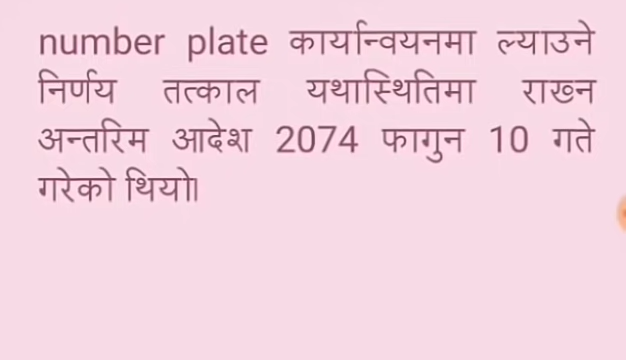 number plate कार्यान्वयनमा ल्याउने
निर्णय तत्काल यथास्थितिमा राख्न
अन्तरिम आदेश 2074 फागुन 10 गते
गरेको थियो।